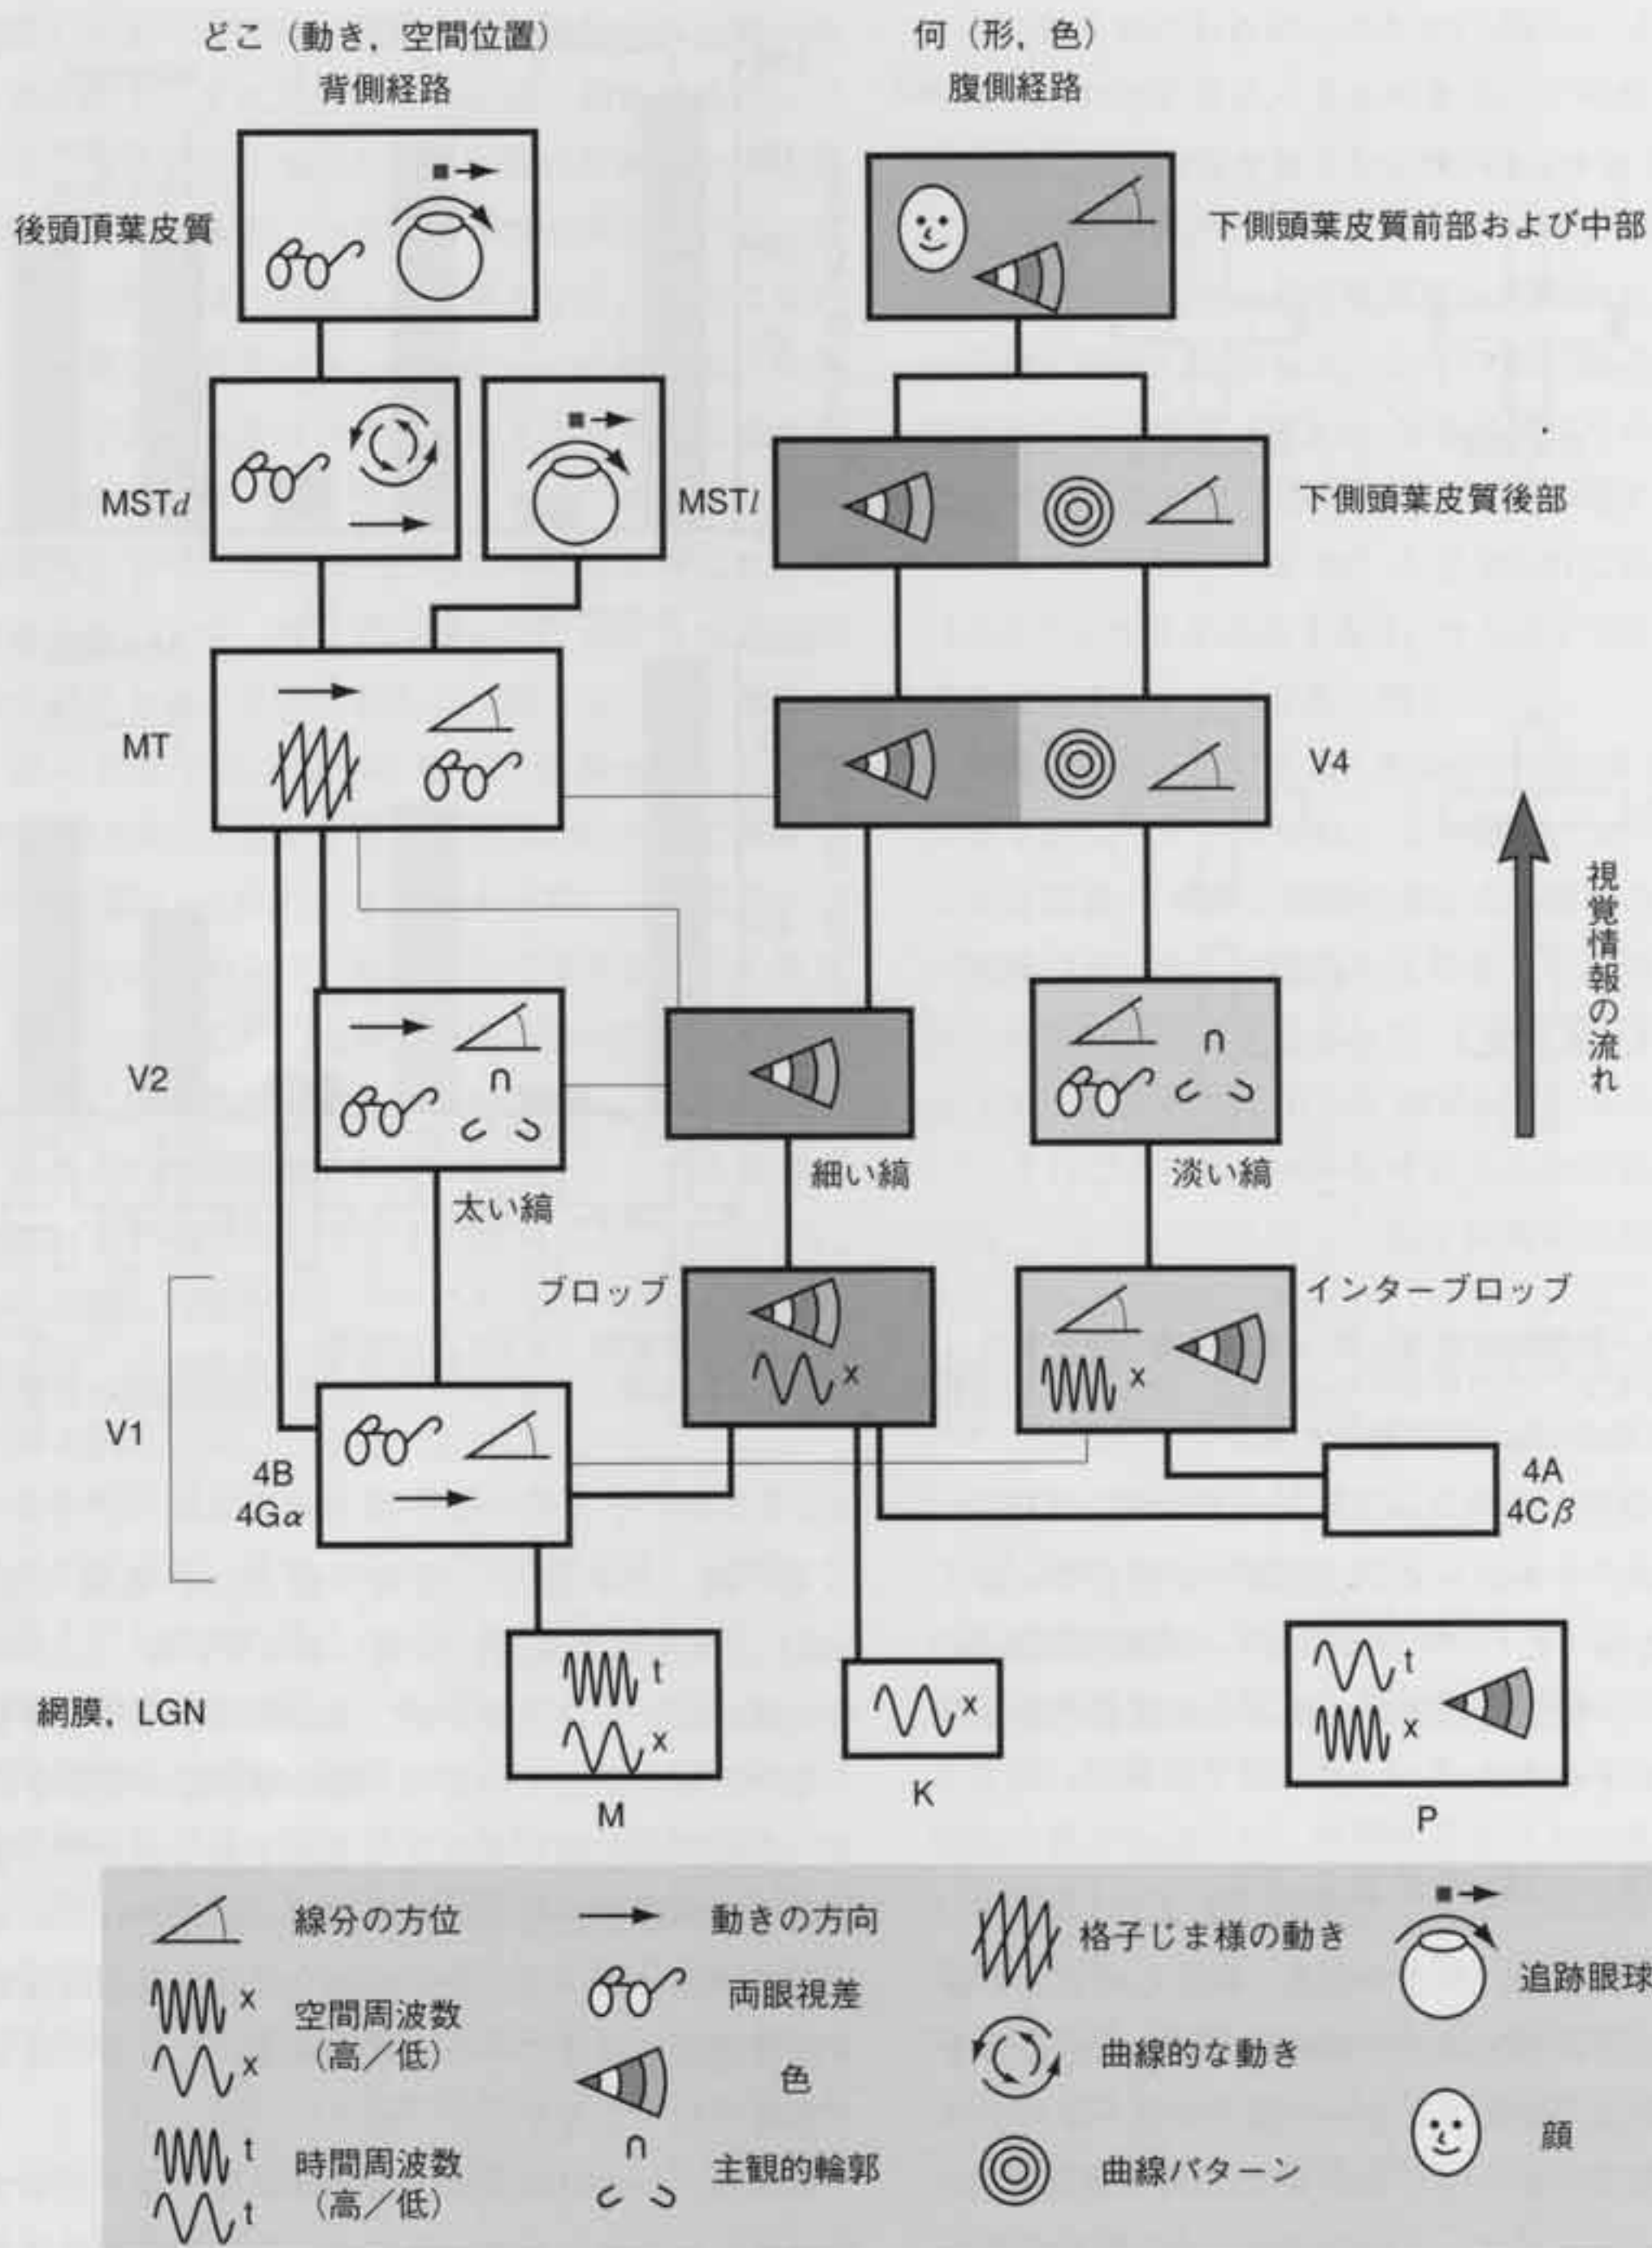 どこ（動き，空間位置）
背側経路
何（形，色）
腹側経路
後頭頂葉皮質
下側頭葉皮質前部および中部
MSTd
MSTl
下側頭葉皮質後部
MT
V4
視覚情報の流れ
V2
太い縞
細い縞
淡い縞
V1
ブロッブ
x
インターブロッブ
x
4B
4Gα
4A
4Cβ
網膜，LGN
t
x
M
x
K
t
x
P
線分の方位
動きの方向
格子じま様の動き
追跡眼球
x
x
空間周波数
（高／低）
両眼視差
色
曲線的な動き
t
t
時間周波数
（高／低）
主観的輪郭
曲線パターン
顔